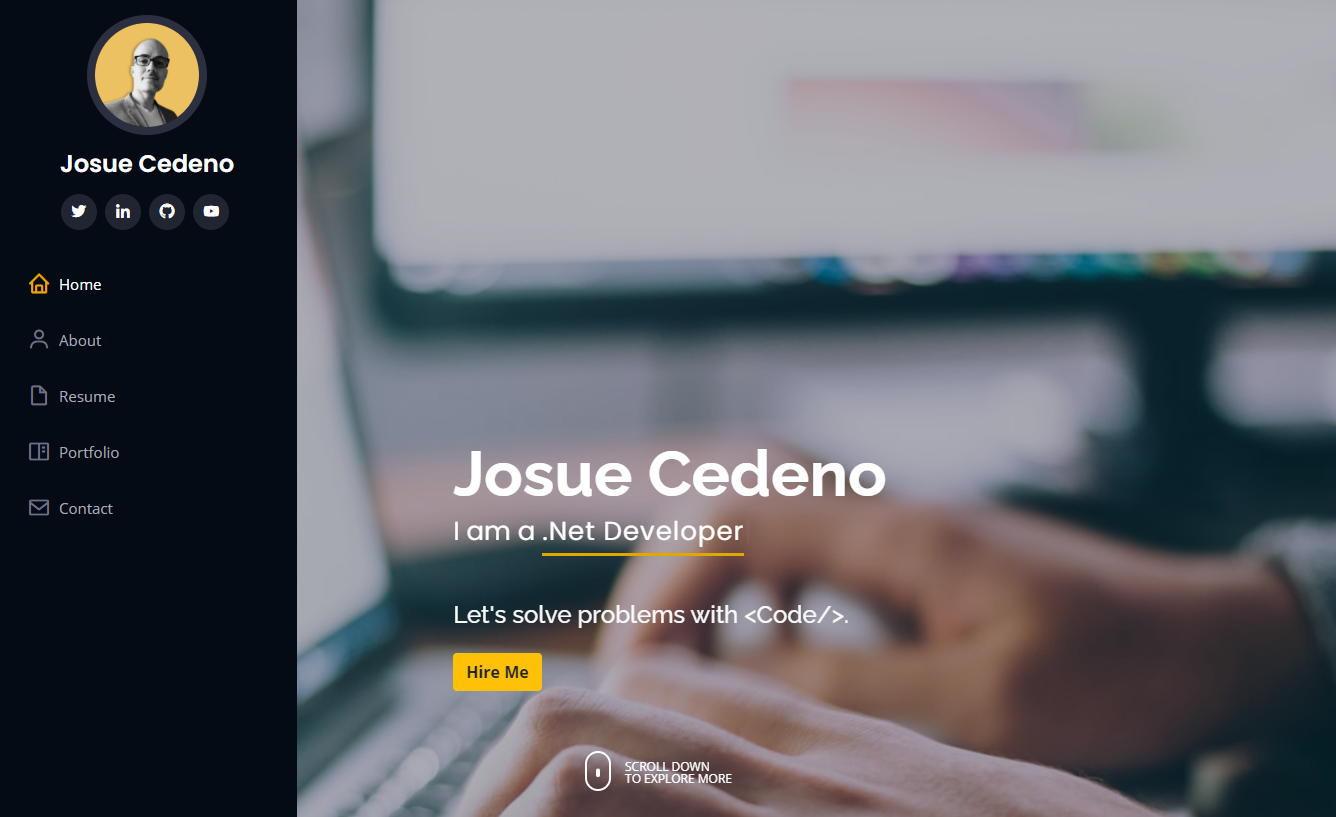 Josue Cedeno
Home
About
Resume
Portfolio
Contact
Josue Cedeno
I am a .Net Developer
Let's solve problems with <Code/>.
Hire Me
SCROLL DOWN
TO EXPLORE MORE